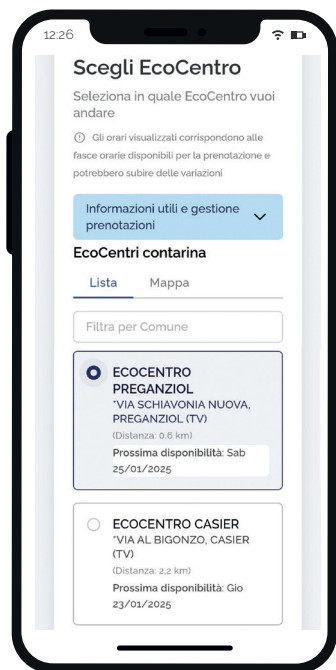 12:26
Scegli EcoCentro
Seleziona in quale EcoCentro vuoi
andare
Gli orari visualizzati corrispondono alle
fasce orarie disponibili per la prenotazione e
potrebbero subire delle variazioni
Informazioni utili e gestione
prenotazioni
EcoCentri contarina
Lista Mappa
Filtra per Comune
ECOCENTRO
PREGANZIOL
*VIA SCHIAVONIA NUOVA,
PREGANZIOL (TV)
(Distanza: 0,6 km)
Prossima disponibilità: Sab
25/01/2025
ECOCENTRO CASIER
*VIA AL BIGONZO, CASIER
(TV)
(Distanza: 2,2 km)
Prossima disponibilità: Gio
23/01/2025